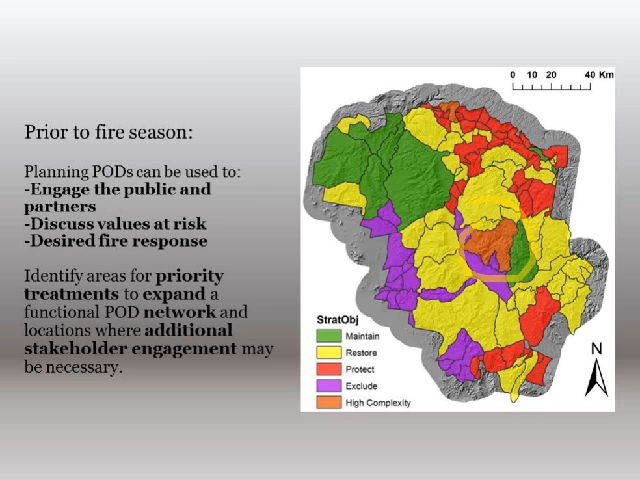 Prior to fire season:
Planning PODs can be used to:
-Engage the public and
partners
-Discuss values at risk
-Desired fire response
Identify areas for priority
treatments to expand a
functional POD network and
locations where additional
stakeholder engagement may
be necessary.
0 10 20 40 Km
StratObj
Maintain
Restore
Protect
Exclude
High Complexity
N